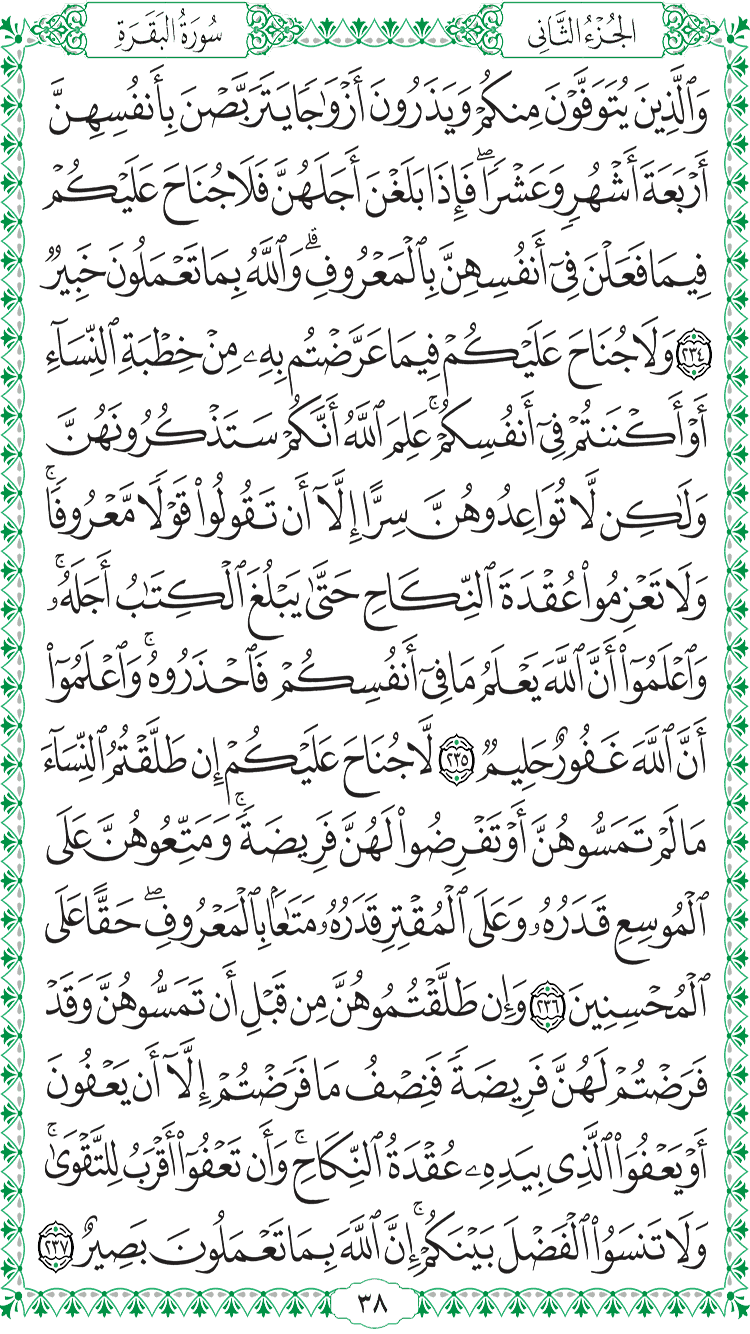 الجُزْءُ الثَّانِي
سُورَةُ البَقَرَةِ
وَٱلَّذِينَ يُتَوَفَّوْنَ مِنكُمْ وَيَذَرُونَ أَزْوَٰجًا يَتَرَبَّصْنَ بِأَنفُسِهِنَّ
أَرْبَعَةَ أَشْهُرٍ وَعَشْرًا ۖ فَإِذَا بَلَغْنَ أَجَلَهُنَّ فَلَا جُنَاحَ عَلَيْكُمْ
فِيمَا فَعَلْنَ فِىٓ أَنفُسِهِنَّ بِٱلْمَعْرُوفِ ۗ وَٱللَّهُ بِمَا تَعْمَلُونَ خَبِيرٌ
٢٣٤ وَلَا جُنَاحَ عَلَيْكُمْ فِيمَا عَرَّضْتُم بِهِۦ مِنْ خِطْبَةِ ٱلنِّسَآءِ
أَوْ أَكْنَنتُمْ فِىٓ أَنفُسِكُمْ ۚ عَلِمَ ٱللَّهُ أَنَّكُمْ سَتَذْكُرُونَهُنَّ
وَلَٰكِن لَّا تُوَاعِدُوهُنَّ سِرًّا إِلَّآ أَن تَقُولُوا۟ قَوْلًا مَّعْرُوفًا ۚ
وَلَا تَعْزِمُوا۟ عُقْدَةَ ٱلنِّكَاحِ حَتَّىٰ يَبْلُغَ ٱلْكِتَٰبُ أَجَلَهُۥ ۚ
وَٱعْلَمُوٓا۟ أَنَّ ٱللَّهَ يَعْلَمُ مَا فِىٓ أَنفُسِكُمْ فَٱحْذَرُوهُ ۚ وَٱعْلَمُوٓا۟
أَنَّ ٱللَّهَ غَفُورٌ حَلِيمٌ ٢٣٥ لَّا جُنَاحَ عَلَيْكُمْ إِن طَلَّقْتُمُ ٱلنِّسَآءَ
مَا لَمْ تَمَسُّوهُنَّ أَوْ تَفْرِضُوا۟ لَهُنَّ فَرِيضَةً ۚ وَمَتِّعُوهُنَّ عَلَى
ٱلْمُوسِعِ قَدَرُهُۥ وَعَلَى ٱلْمُقْتِرِ قَدَرُهُۥ مَتَٰعًۢا بِٱلْمَعْرُوفِ ۖ حَقًّا عَلَى
ٱلْمُحْسِنِينَ ٢٣٦ وَإِن طَلَّقْتُمُوهُنَّ مِن قَبْلِ أَن تَمَسُّوهُنَّ وَقَدْ
فَرَضْتُمْ لَهُنَّ فَرِيضَةً فَنِصْفُ مَا فَرَضْتُمْ إِلَّآ أَن يَعْفُونَ
أَوْ يَعْفُوَا۟ ٱلَّذِى بِيَدِهِۦ عُقْدَةُ ٱلنِّكَاحِ ۚ وَأَن تَعْفُوٓا۟ أَقْرَبُ لِلتَّقْوَىٰ ۚ
وَلَا تَنسَوُا۟ ٱلْفَضْلَ بَيْنَكُمْ ۚ إِنَّ ٱللَّهَ بِمَا تَعْمَلُونَ بَصِيرٌ ٢٣٧
٣٨